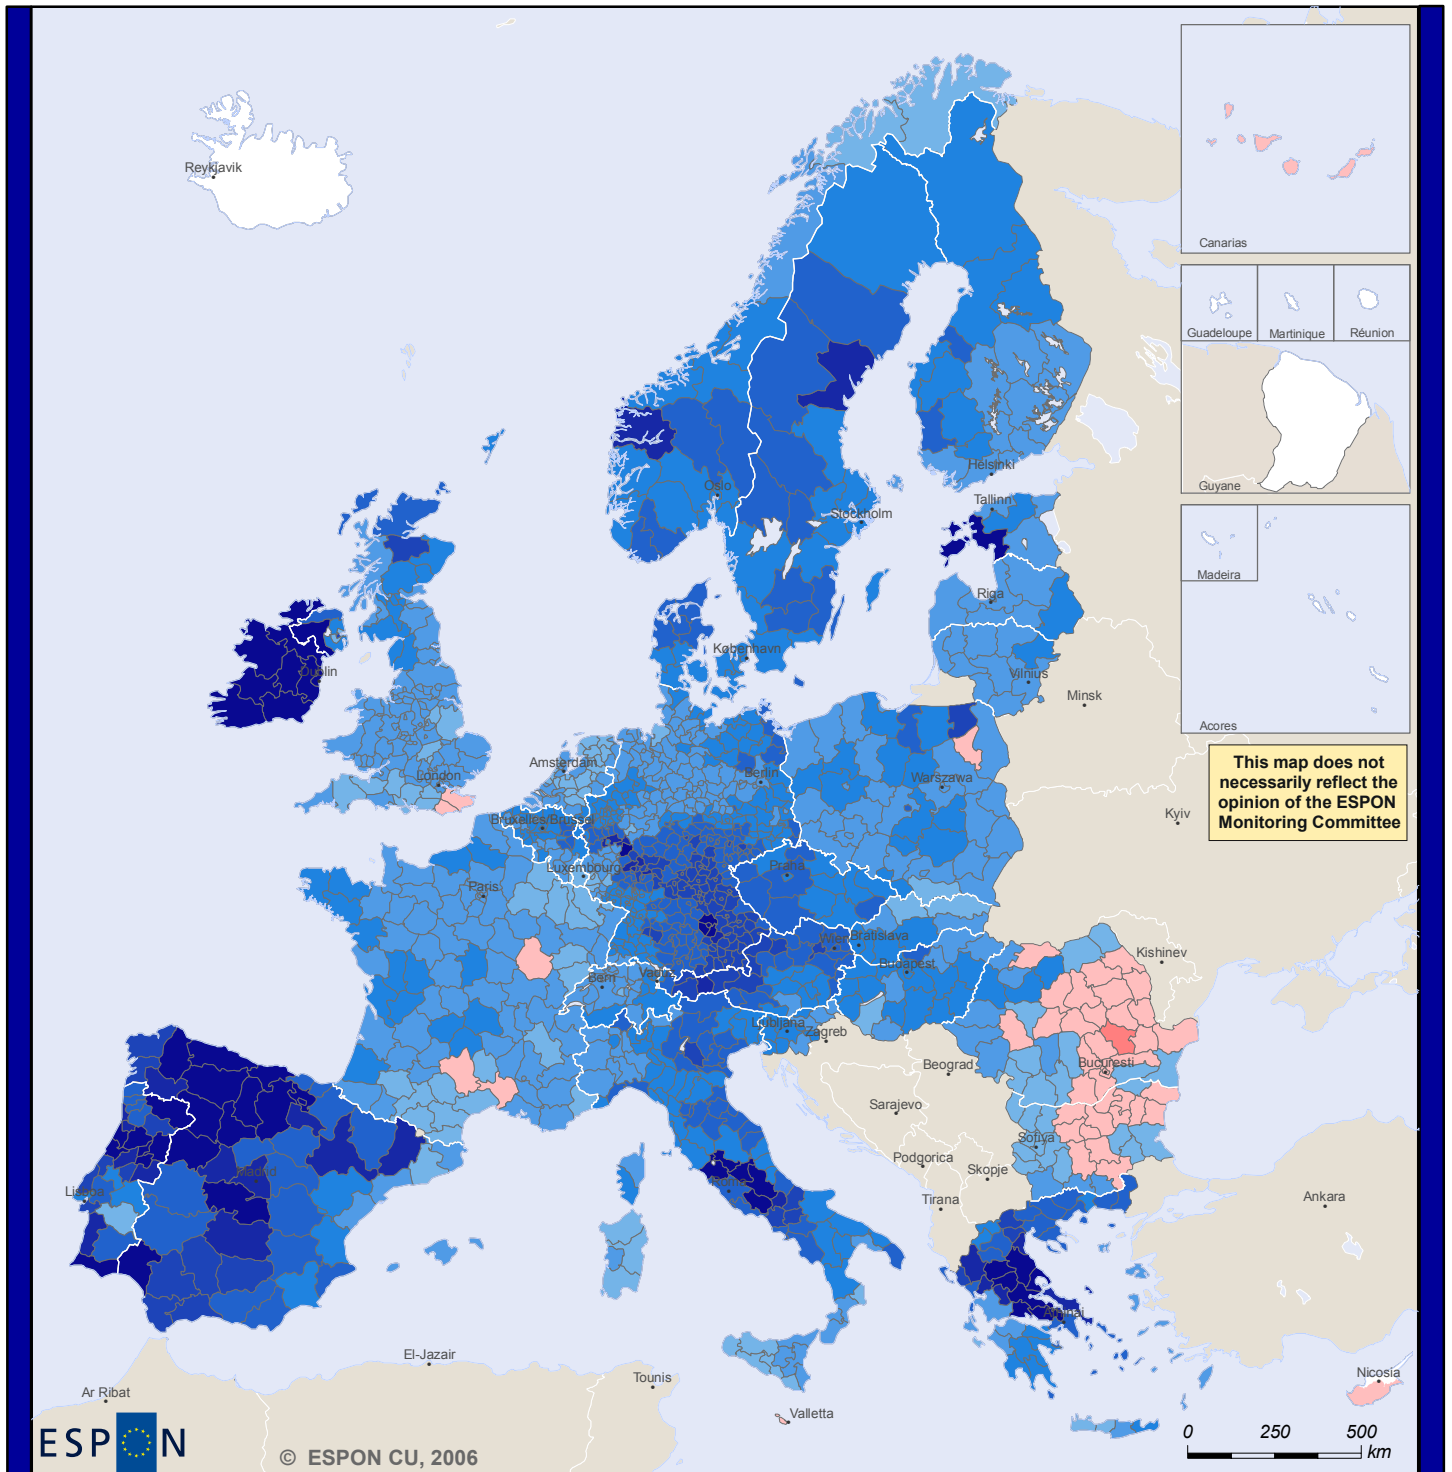 Reykjavik
Canarias
Guadeloupe
Martinique
Réunion
Guyane
Madeira
Acores
This map does not
necessarily reflect the
opinion of the ESPON
Monitoring Committee
Oslo
Helsinki
Tallinn
Stockholm
Riga
København
Dublin
Vilnius
Minsk
Amsterdam
London
Berlin
Warszawa
Bruxelles/Brussel
Kyiv
Luxembourg
Paris
Praha
Wien
Bratislava
Kishinev
Budapest
Bern
Vaduz
Ljubljana
Zagreb
Beograd
Bucuresti
Sarajevo
Sofiya
Podgorica
Skopje
Madrid
Lisboa
Roma
Tirana
Ankara
Athinai
El-Jazair
Tounis
Nicosia
Ar Ribat
Valletta
ESPON
© ESPON CU, 2006
0 250 500
km